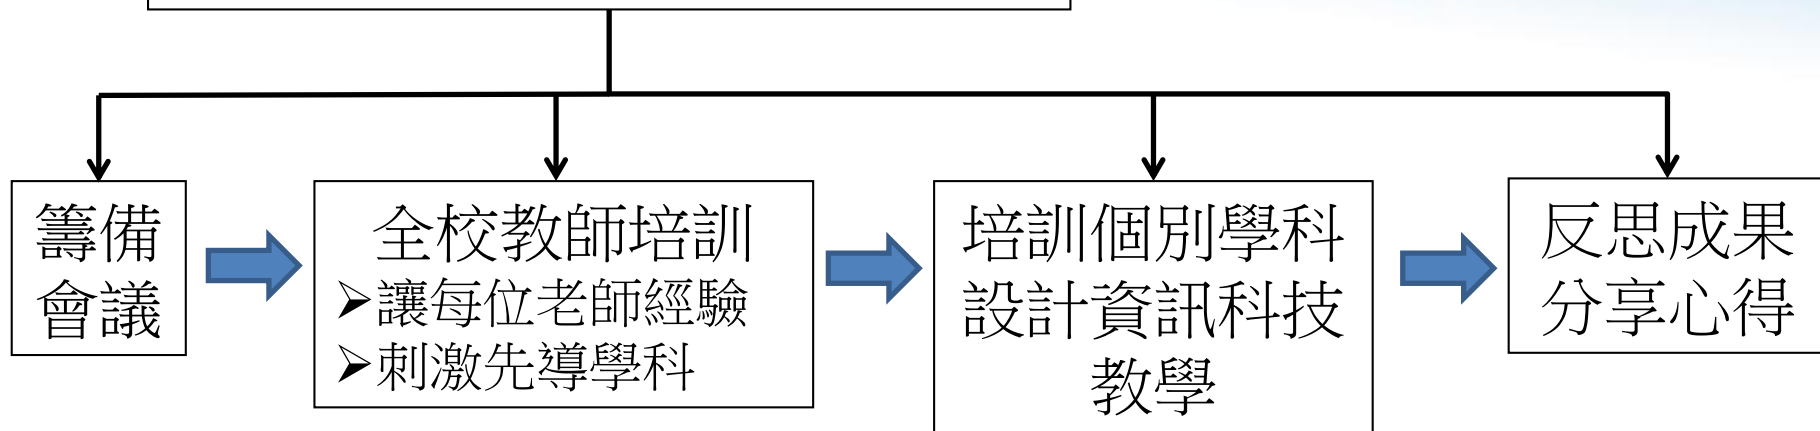 籌備
會議
全校教師培訓
➢讓每位老師經驗
➢刺激先導學科
培訓個別學科
設計資訊科技
教學
反思成果
分享心得